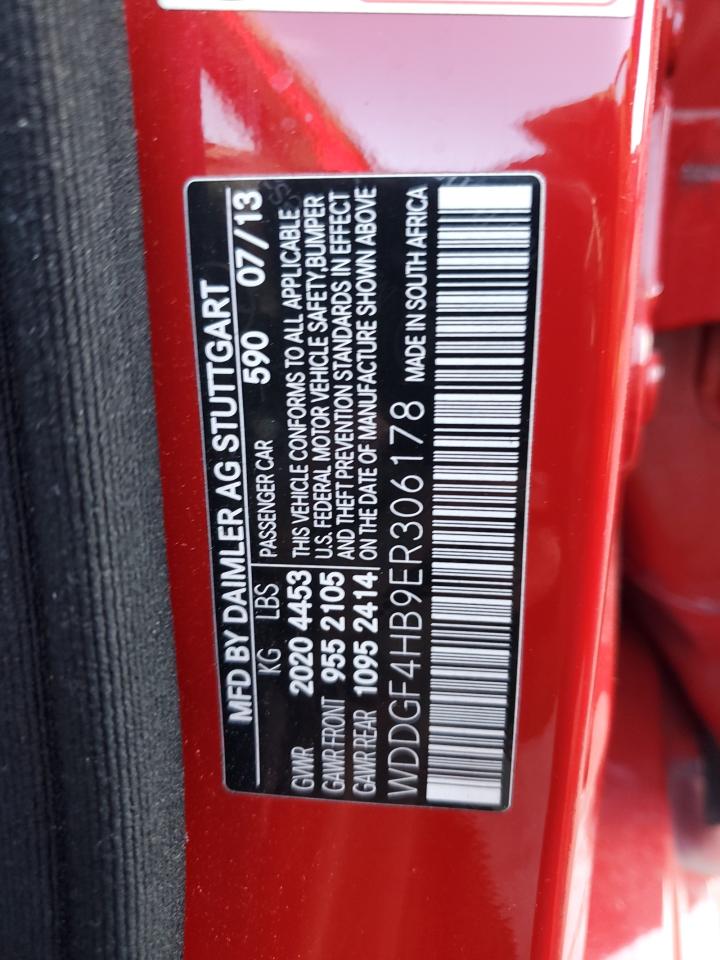 MFD BY DAIMLER AG STUTTGART
KG LBS PASSENGER CAR 590 07/13
GVWR 2020 4453
GAWR FRONT 955 2105
GAWR REAR 1095 2414
THIS VEHICLE CONFORMS TO ALL APPLICABLE
U.S. FEDERAL MOTOR VEHICLE SAFETY,BUMPER
AND THEFT PREVENTION STANDARDS IN EFFECT
ON THE DATE OF MANUFACTURE SHOWN ABOVE
WDDGF4HB9ER306178 MADE IN SOUTH AFRICA